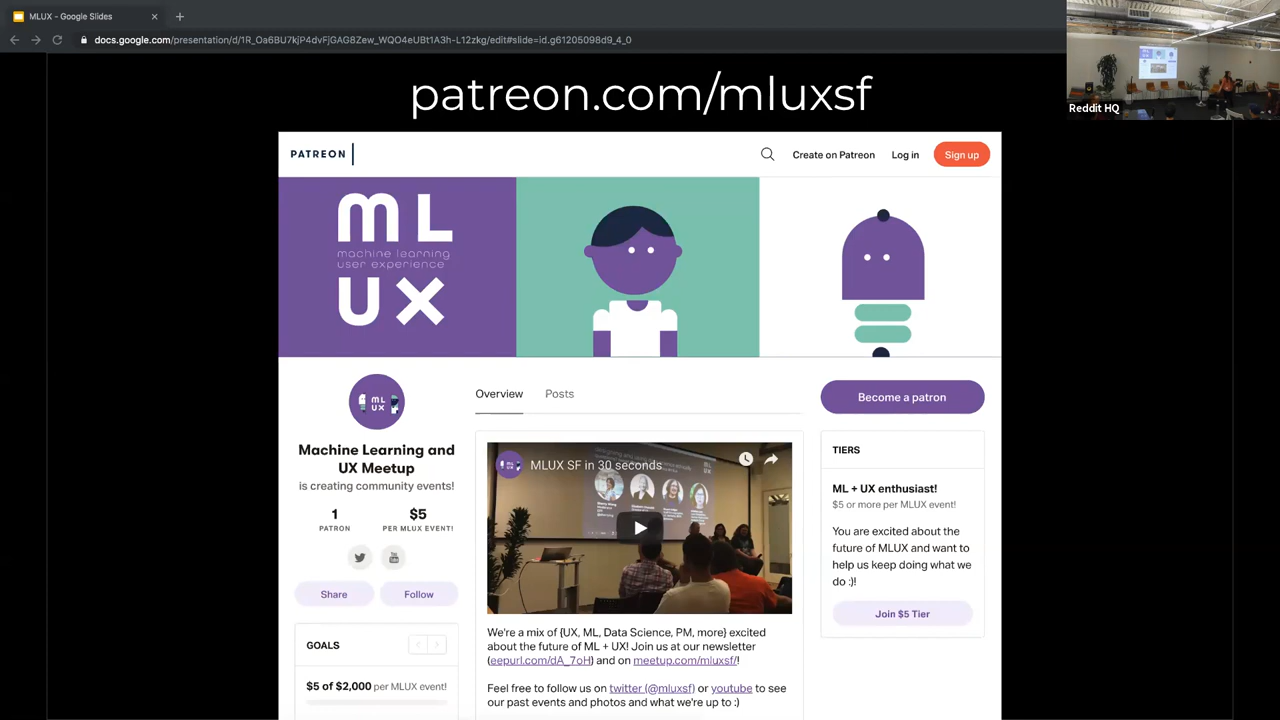 MLUX - Google Slides
docs.google.com/presentation/d/1R_Oa6BU7kjP4dvFjGAG8Zew_WQO4eUBt1A3h-L12zkg/edit#slide=id.g61205098d9_4_0
Reddit HQ
patreon.com/mluxsf
PATREON
Create on Patreon
Log in
Sign up
ML
machine learning
user experience
UX
ML
UX
Machine Learning and
UX Meetup
is creating community events!
1
PATRON
$5
PER MLUX EVENT!
Share
Follow
GOALS
$5 of $2,000 per MLUX event!
Overview
Posts
MLUX SF in 30 seconds
We're a mix of {UX, ML, Data Science, PM, more} excited
about the future of ML + UX! Join us at our newsletter
(eepurl.com/dA_7oH) and on meetup.com/mluxsf/!
Feel free to follow us on twitter (@mluxsf) or youtube to see
our past events and photos and what we're up to :)
Become a patron
TIERS
ML + UX enthusiast!
$5 or more per MLUX event!
You are excited about the
future of MLUX and want to
help us keep doing what we
do :)!
Join $5 Tier